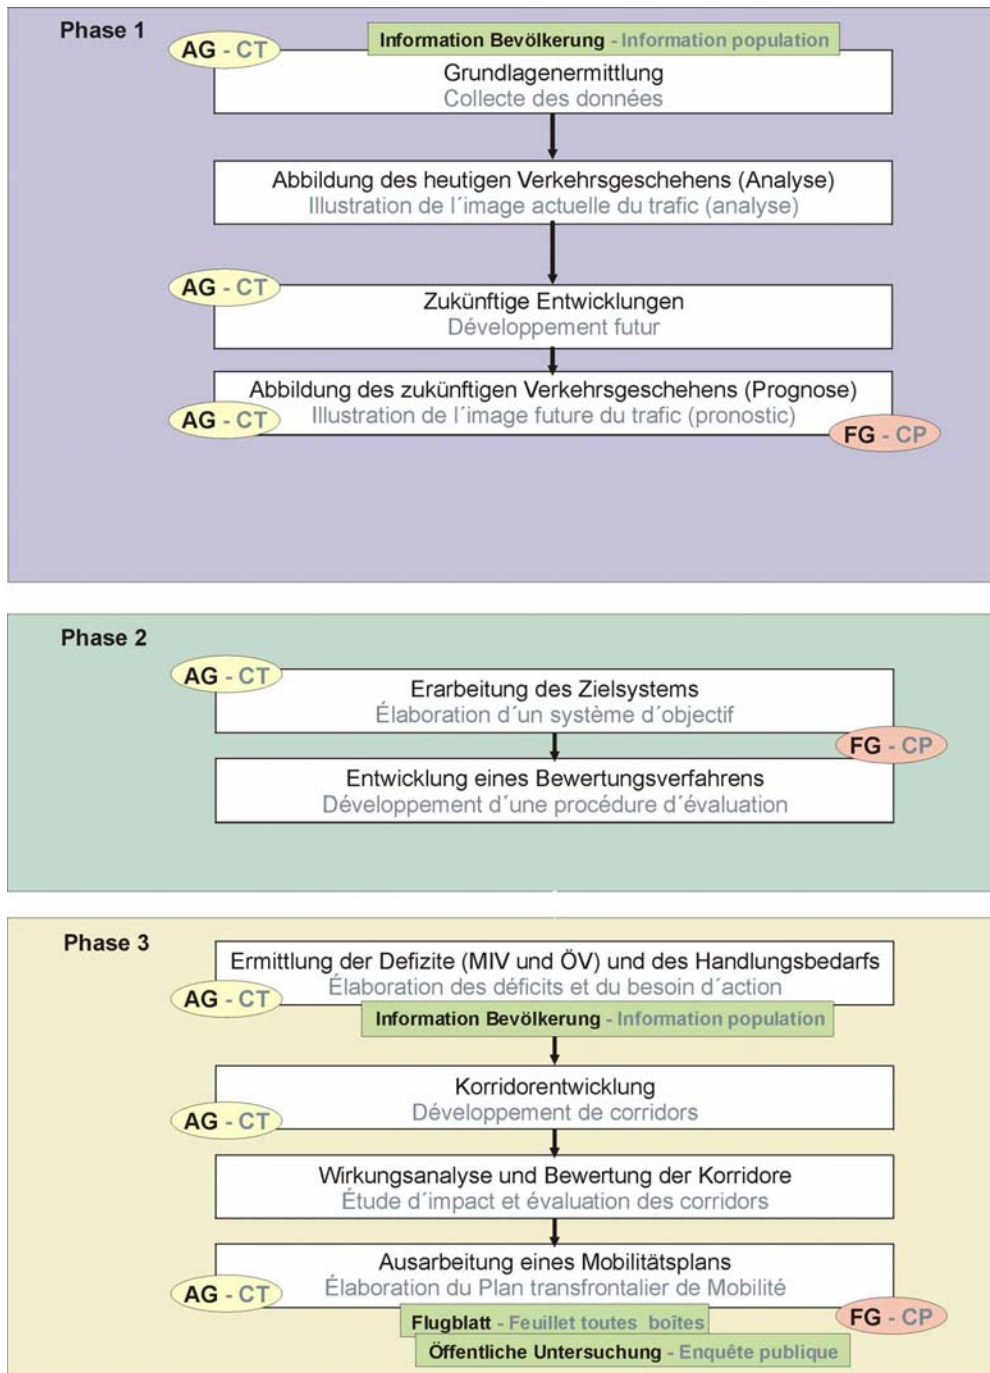 Phase 1
AG - CT
Information Bevölkerung - Information population
Grundlagenermittlung
Collecte des données
Abbildung des heutigen Verkehrsgeschehens (Analyse)
Illustration de l´image actuelle du trafic (analyse)
AG - CT
Zukünftige Entwicklungen
Développement futur
Abbildung des zukünftigen Verkehrsgeschehens (Prognose)
Illustration de l´image future du trafic (pronostic)
AG - CT
FG - CP
Phase 2
AG - CT
Erarbeitung des Zielsystems
Élaboration d´un système d´objectif
FG - CP
Entwicklung eines Bewertungsverfahrens
Développement d´une procédure d´évaluation
Phase 3
Ermittlung der Defizite (MIV und ÖV) und des Handlungsbedarfs
Élaboration des déficits et du besoin d´action
AG - CT
Information Bevölkerung - Information population
Korridorentwicklung
Développement de corridors
AG - CT
Wirkungsanalyse und Bewertung der Korridore
Étude d´impact et évaluation des corridors
Ausarbeitung eines Mobilitätsplans
Élaboration du Plan transfrontalier de Mobilité
AG - CT
FG - CP
Flugblatt - Feuillet toutes boîtes
Öffentliche Untersuchung - Enquête publique